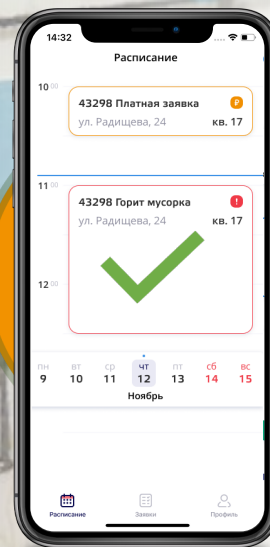 14:32
Расписание
10 00
43298 Платная заявка ₽
ул. Радищева, 24 кв. 17
11 00
43298 Горит мусорка !
ул. Радищева, 24 кв. 17
12 00
пн вт ср чт пт сб вс
9 10 11 12 13 14 15
Ноябрь
Расписание Заявки Профиль